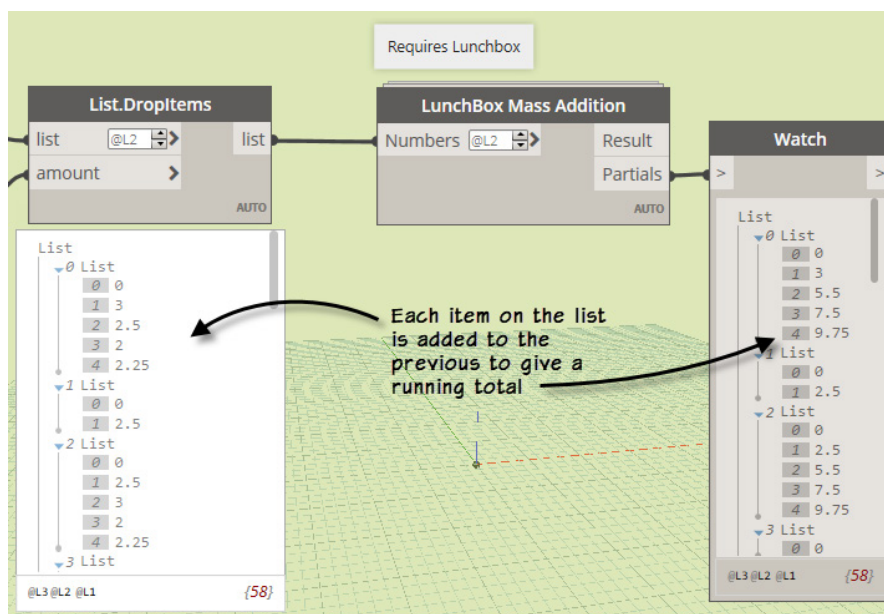 Requires Lunchbox
List.DropItems
list @L2 > list
amount >
AUTO
List
0 List
0 0
1 3
2 2.5
3 2
4 2.25
1 List
0 0
1 2.5
2 List
0 0
1 2.5
2 3
3 2
4 2.25
3 List
@L3 @L2 @L1 {58}
LunchBox Mass Addition
Numbers @L2 > Result
Partials
AUTO
Each item on the list
is added to the
previous to give a
running total
Watch
> >
List
0 List
0 0
1 3
2 5.5
3 7.5
4 9.75
1 List
0 0
1 2.5
2 List
0 0
1 2.5
2 5.5
3 7.5
4 9.75
3 List
0 0
@L3 @L2 @L1 {58}